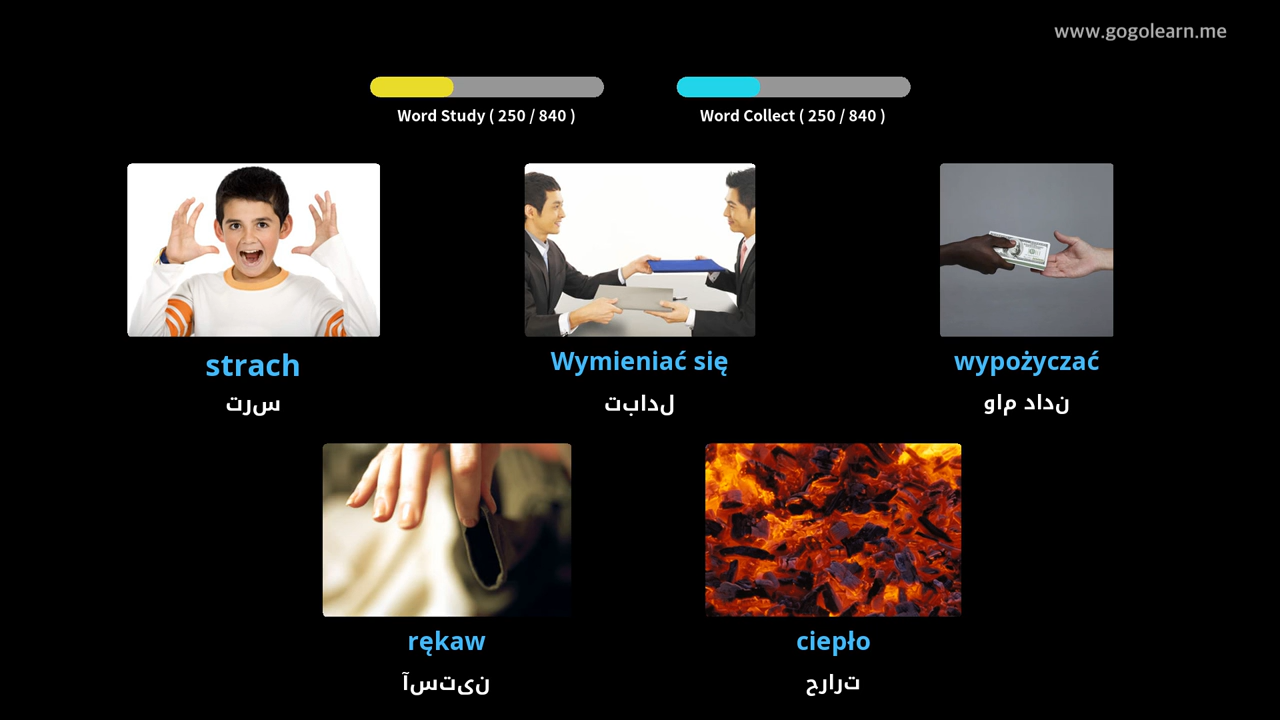 www.gogolearn.me
Word Study ( 250 / 840 )
Word Collect ( 250 / 840 )
strach
Wymieniać się
wypożyczać
ترس
تبادل
وام دادن
rękaw
ciepło
آستین
حرارت